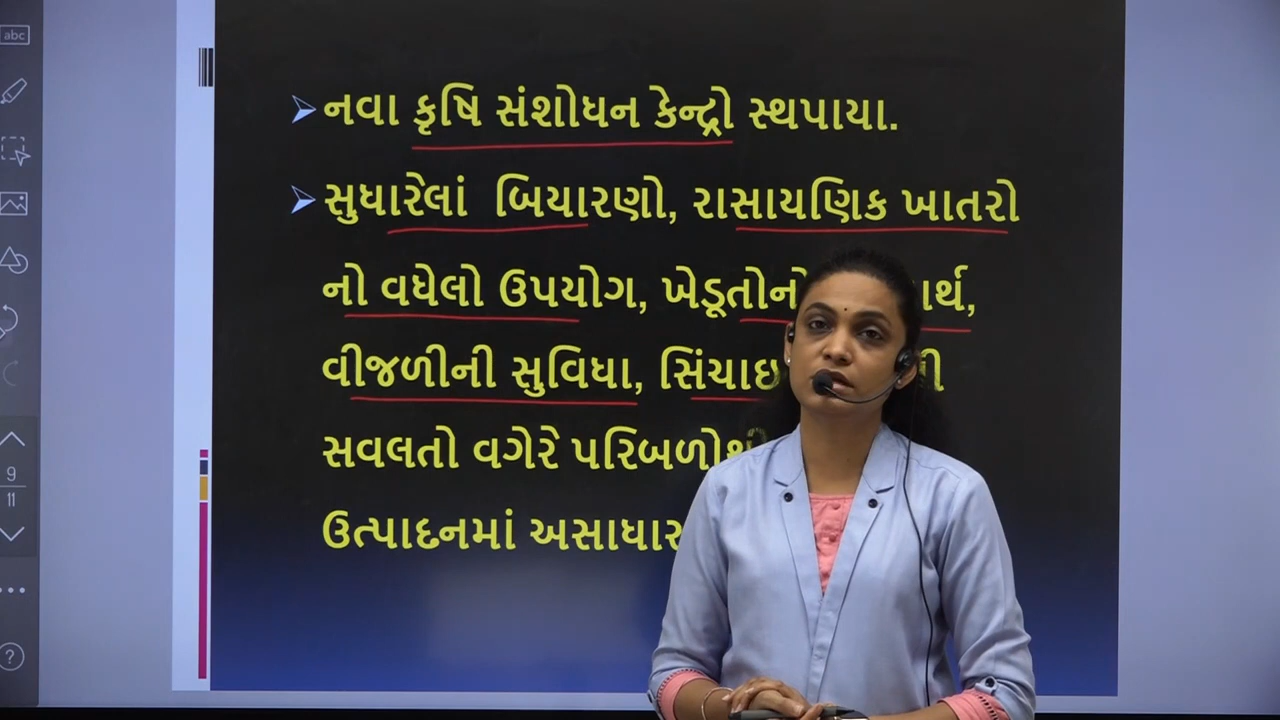 abc
નવા કૃષિ સંશોધન કેન્દ્રો સ્થપાયા.
સુધારેલાં બિયારણો, રાસાયણિક ખાતરો
નો વધેલો ઉપયોગ, ખેડૂતોનો
વીજળીની સુવિધા,
સવલતો વગેરે
ઉત્પાદનમાં
9
11
?